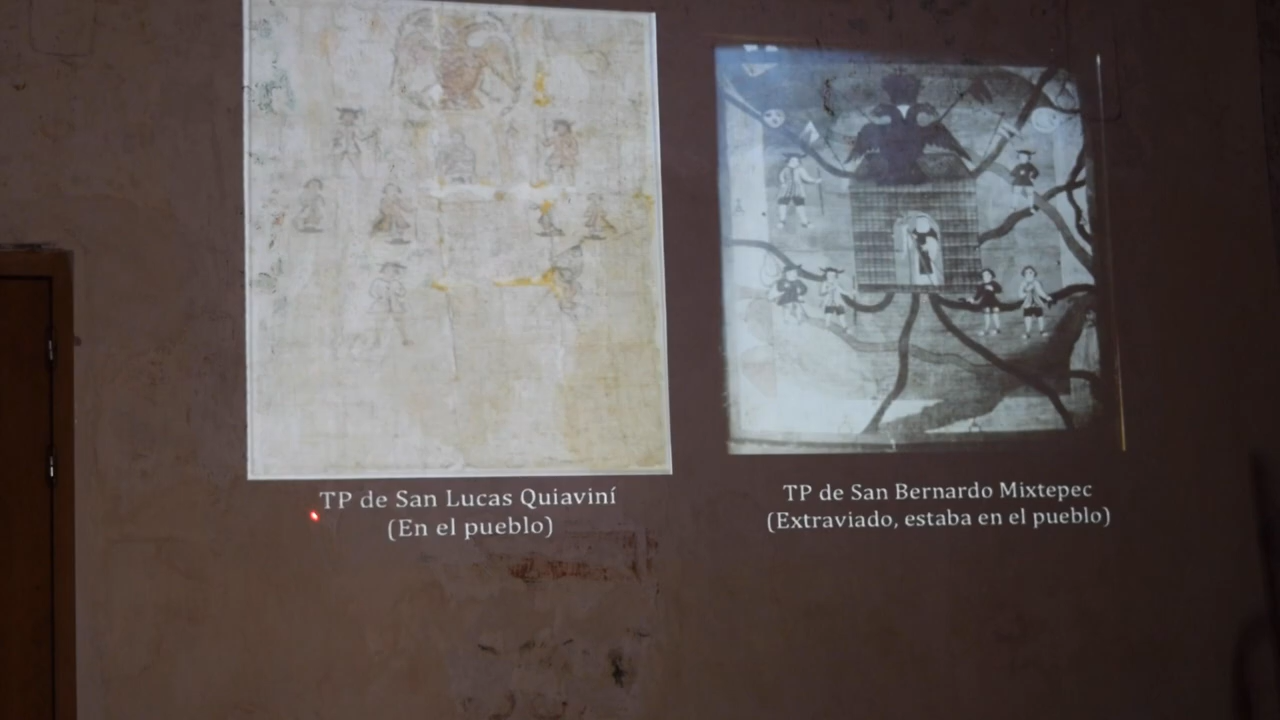 TP de San Lucas Quiaviní
(En el pueblo)
TP de San Bernardo Mixtepec
(Extraviado, estaba en el pueblo)